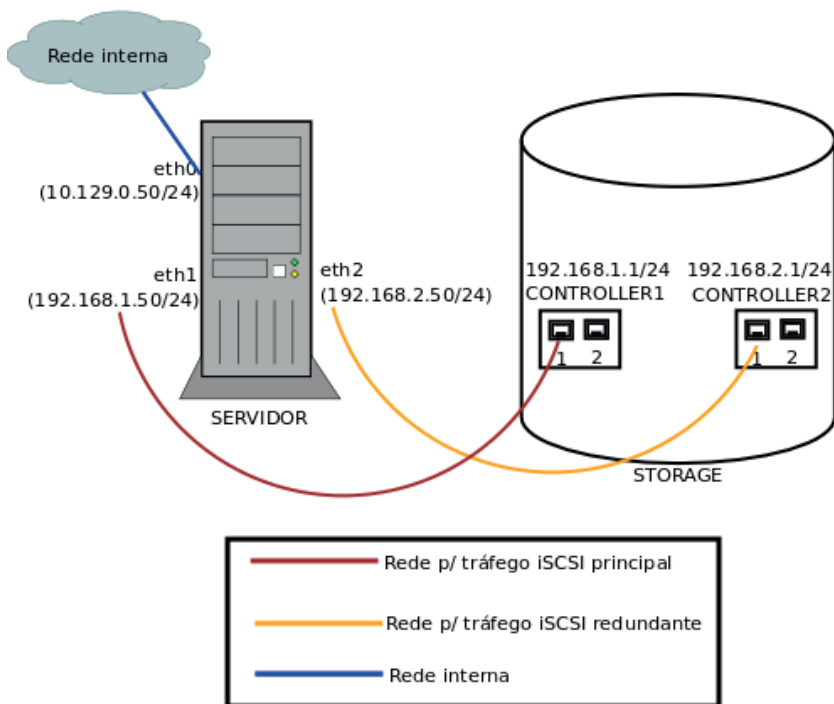 Rede interna
eth0
(10.129.0.50/24)
eth1
(192.168.1.50/24)
eth2
(192.168.2.50/24)
SERVIDOR
192.168.1.1/24
CONTROLLER1
1 2
192.168.2.1/24
CONTROLLER2
1 2
STORAGE
Rede p/ tráfego iSCSI principal
Rede p/ tráfego iSCSI redundante
Rede interna